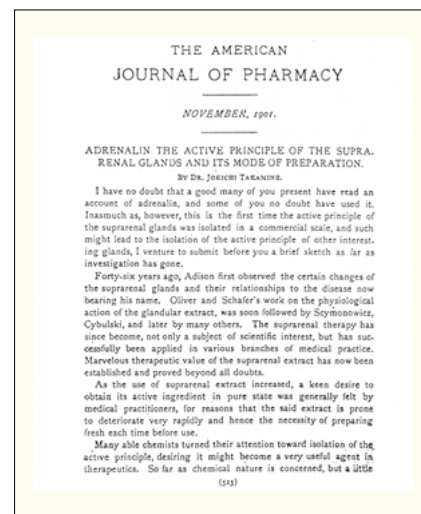 THE AMERICAN
JOURNAL OF PHARMACY
NOVEMBER, 1901.
ADRENALIN THE ACTIVE PRINCIPLE OF THE SUPRA-
RENAL GLANDS AND ITS MODE OF PREPARATION.
BY DR. JOKICHI TAKAMINE.
I have no doubt that a good many of you present have read an
account of adrenalin, and some of you no doubt have used it.
Inasmuch as, however, this is the first time the active principle of
the suprarenal glands was isolated in a commercial scale, and such
might lead to the isolation of the active principle of other interest-
ing glands, I venture to submit before you a brief sketch as far as
investigation has gone.
Forty-six years ago, Adison first observed the certain changes of
the suprarenal glands and their relationships to the disease now
bearing his name. Oliver and Schafer's work on the physiological
action of the glandular extract, was soon followed by Scymonowicz,
Cybulski, and later by many others. The suprarenal therapy has
since become, not only a subject of scientific interest, but has suc-
cessfully been applied in various branches of medical practice.
Marvelous therapeutic value of the suprarenal extract has now been
established and proved beyond all doubts.
As the use of suprarenal extract increased, a keen desire to
obtain its active ingredient in pure state was generally felt by
medical practitioners, for reasons that the said extract is prone
to deteriorate very rapidly and hence the necessity of preparing
fresh each time before use.
Many able chemists turned their attention toward isolation of the
active principle, desiring it might become a very useful agent in
therapeutics. So far as chemical nature is concerned, but a little
(523)